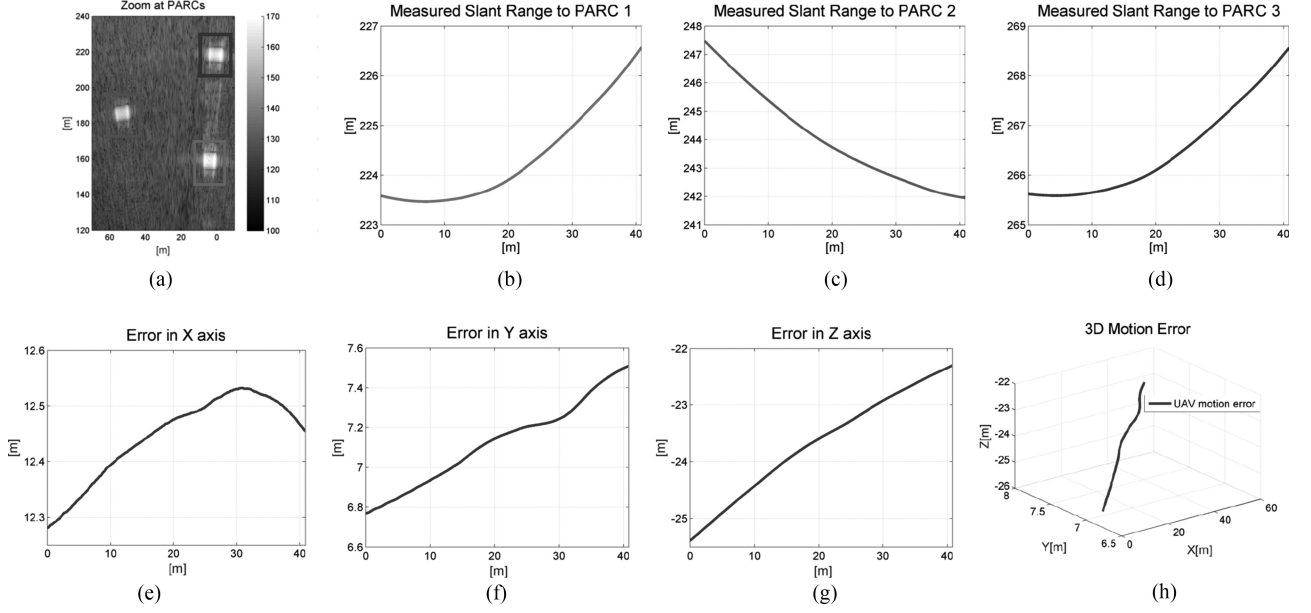 Zoom at PARCs
240
220
200
180
160
140
120
[m]
60
40
20
0
[m]
170
160
150
140
130
120
110
100
(a)
Measured Slant Range to PARC 1
227
226
225
224
223
[m]
0
10
20
30
40
[m]
(b)
Measured Slant Range to PARC 2
248
247
246
245
244
243
242
241
[m]
0
10
20
30
40
[m]
(c)
Measured Slant Range to PARC 3
269
268
267
266
265
[m]
0
10
20
30
40
[m]
(d)
Error in X axis
12.6
12.5
12.4
12.3
[m]
0
10
20
30
40
[m]
(e)
Error in Y axis
7.6
7.4
7.2
7
6.8
6.6
[m]
0
10
20
30
40
[m]
(f)
Error in Z axis
-22
-23
-24
-25
[m]
0
10
20
30
40
[m]
(g)
3D Motion Error
-22
-23
-24
-25
-26
Z[m]
UAV motion error
8
7.5
7
6.5
Y[m]
0
20
40
60
X[m]
(h)